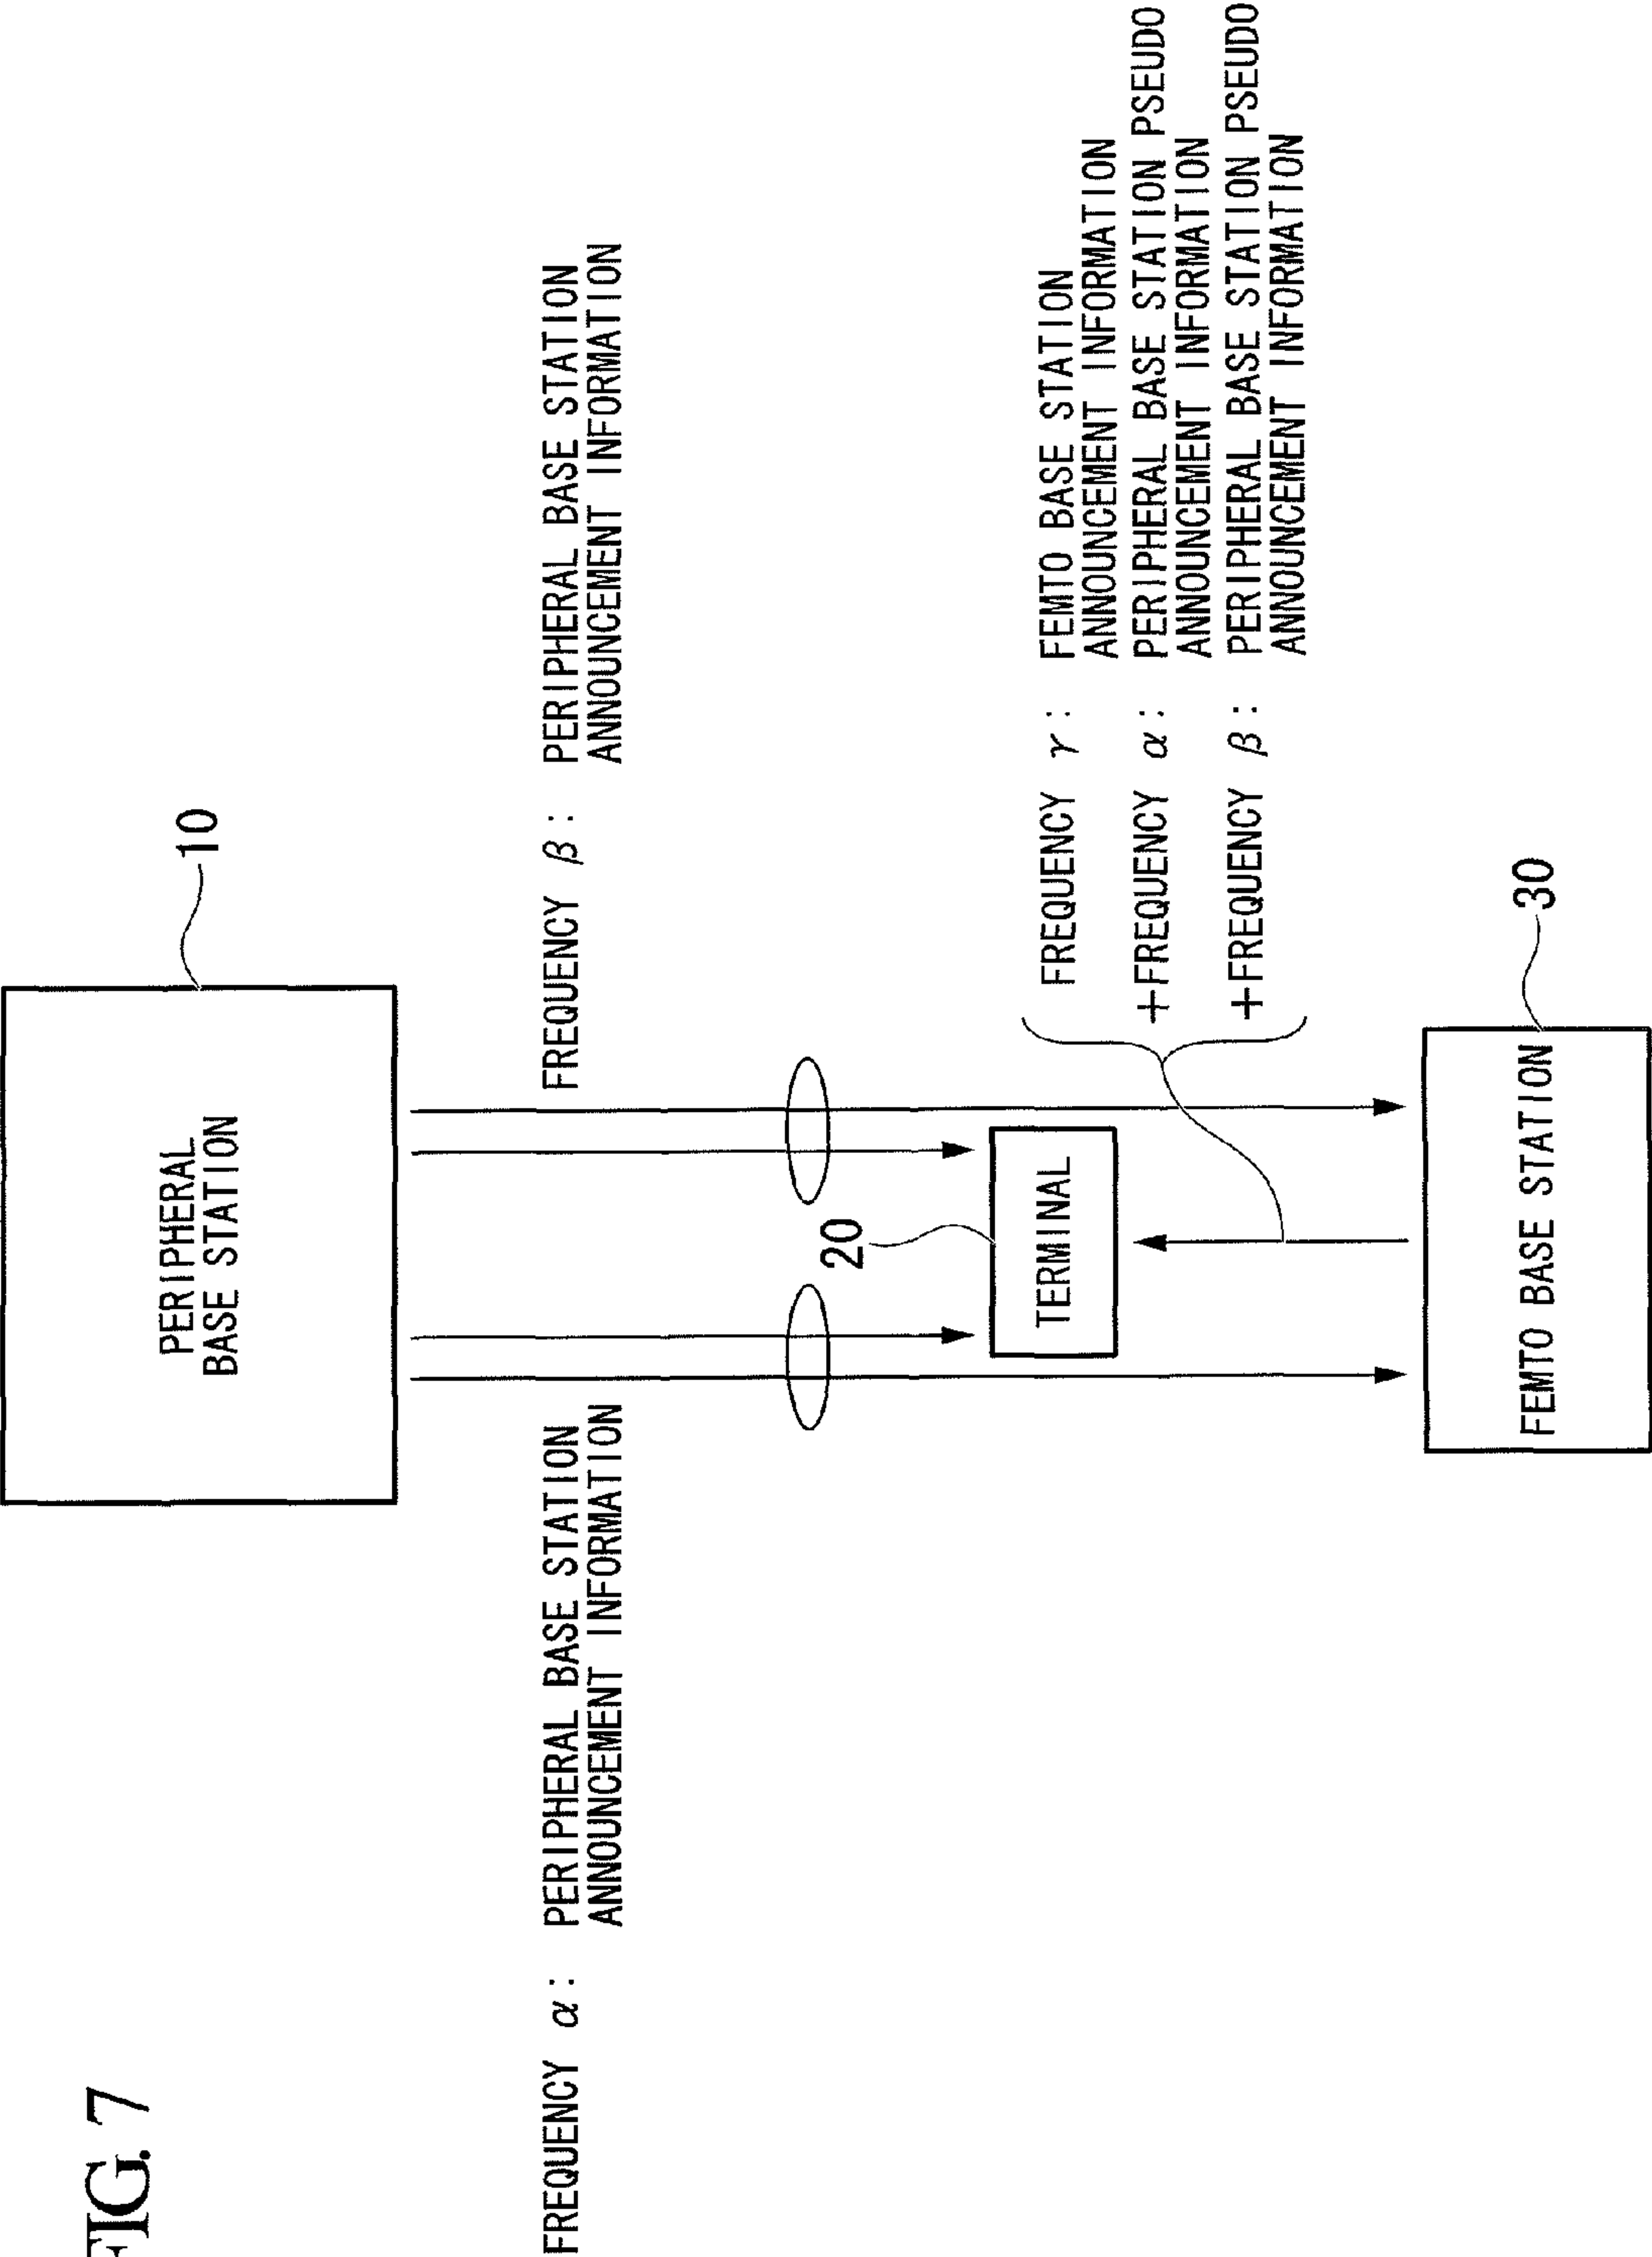 FIG. 7
PERIPHERAL
BASE STATION
10
FREQUENCY α : PERIPHERAL BASE STATION
ANNOUNCEMENT INFORMATION
FREQUENCY β : PERIPHERAL BASE STATION
ANNOUNCEMENT INFORMATION
20
TERMINAL
FREQUENCY γ : FEMTO BASE STATION
ANNOUNCEMENT INFORMATION
+FREQUENCY α : PERIPHERAL BASE STATION PSEUDO
ANNOUNCEMENT INFORMATION
+FREQUENCY β : PERIPHERAL BASE STATION PSEUDO
ANNOUNCEMENT INFORMATION
30
FEMTO BASE STATION